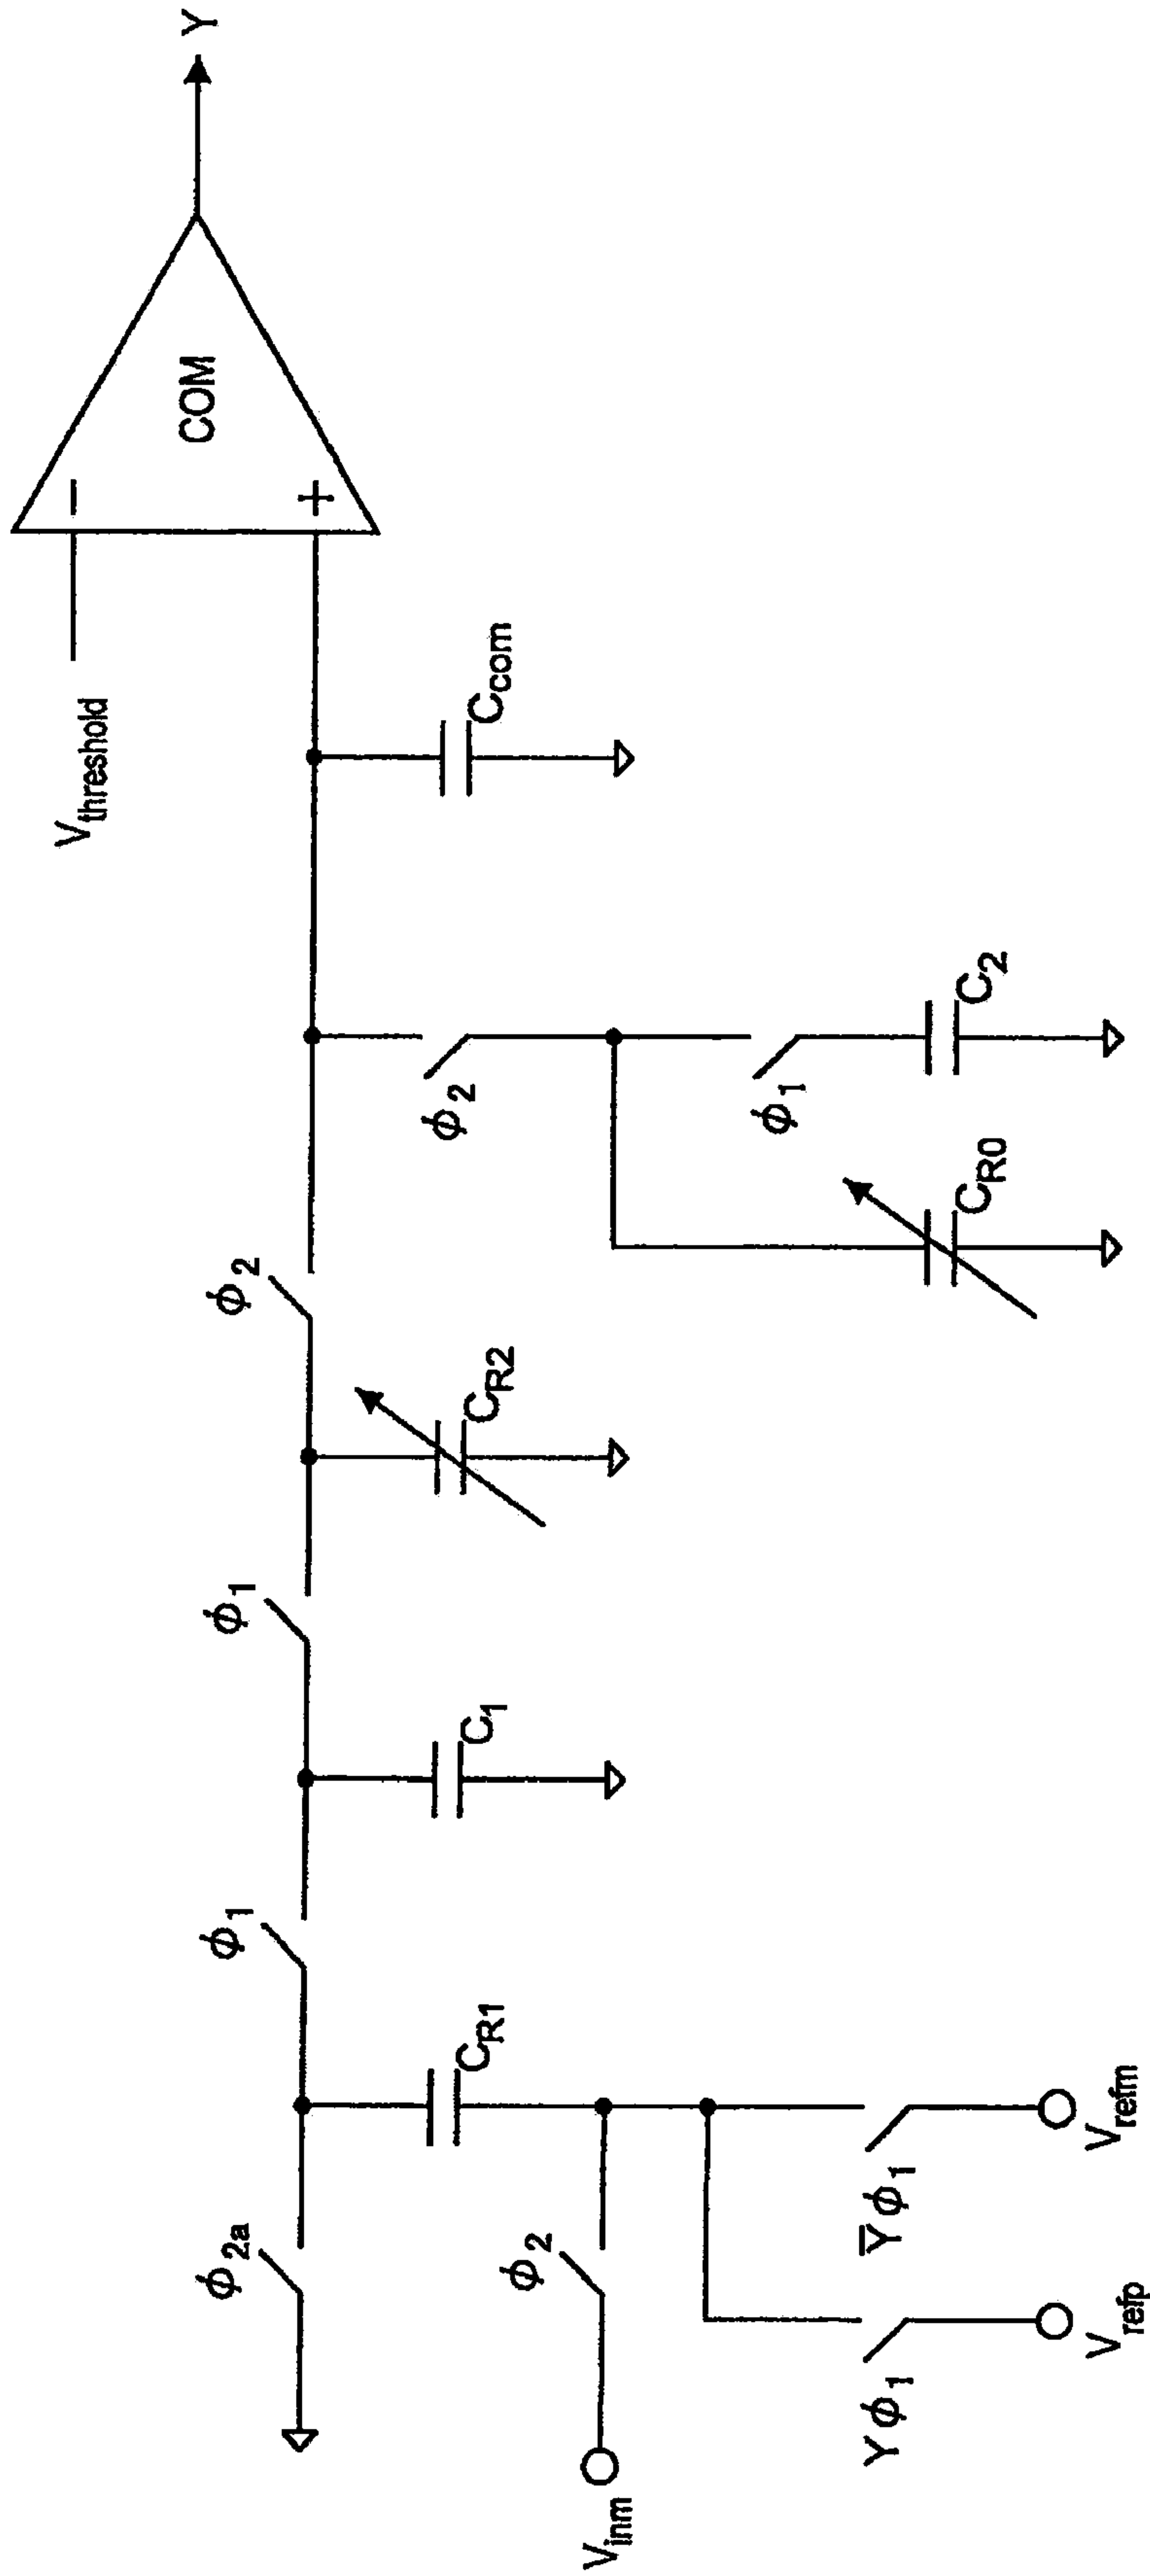 Y
COM
−
+
V_threshold
C_com
ϕ_2
C_2
ϕ_1
C_R0
ϕ_2
C_R2
ϕ_1
C_1
ϕ_1
C_R1
ϕ_2a
ϕ_2
V_inm
Y̅ϕ_1
V_refm
Yϕ_1
V_refp